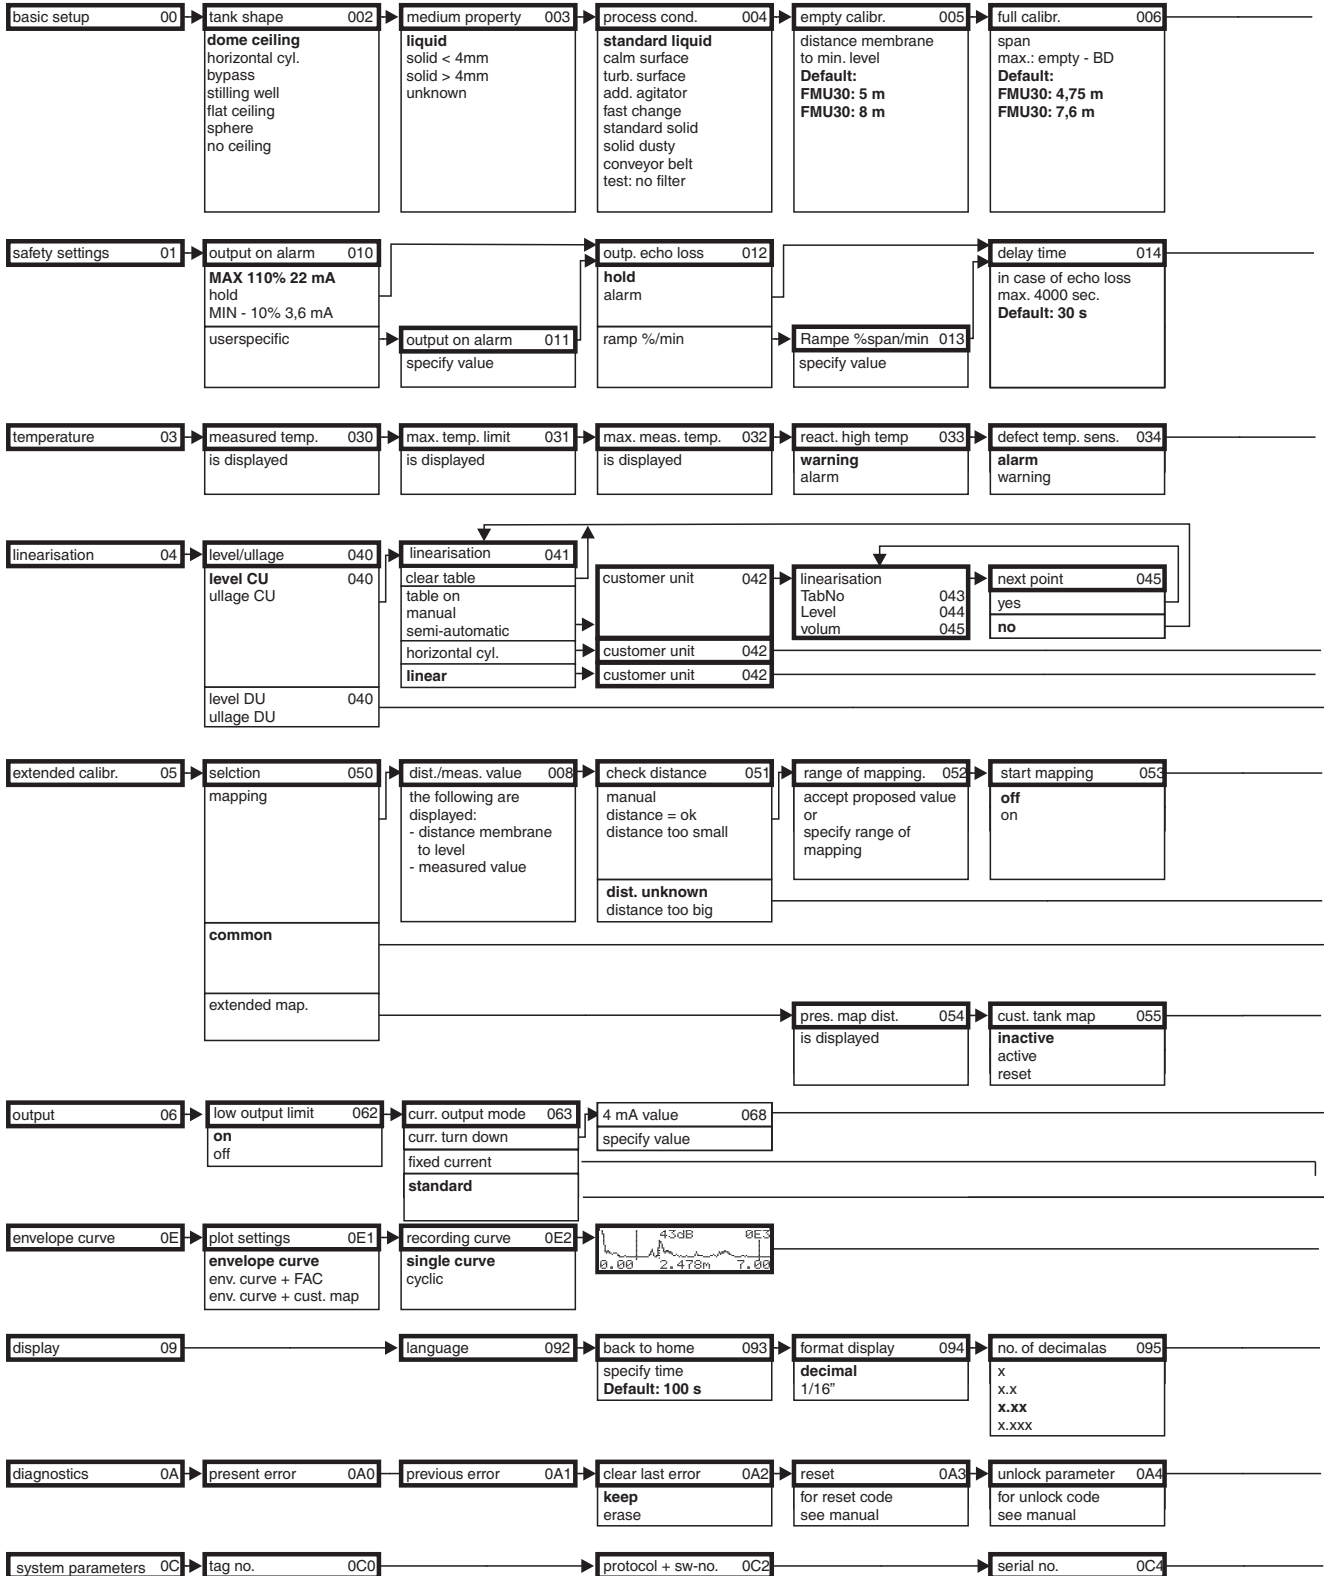 basic setup 00
tank shape 002
dome ceiling
horizontal cyl.
bypass
stilling well
flat ceiling
sphere
no ceiling
medium property 003
liquid
solid < 4mm
solid > 4mm
unknown
process cond. 004
standard liquid
calm surface
turb. surface
add. agitator
fast change
standard solid
solid dusty
conveyor belt
test: no filter
empty calibr. 005
distance membrane
to min. level
Default:
FMU30: 5 m
FMU30: 8 m
full calibr. 006
span
max.: empty - BD
Default:
FMU30: 4,75 m
FMU30: 7,6 m
safety settings 01
output on alarm 010
MAX 110% 22 mA
hold
MIN - 10% 3,6 mA
userspecific
output on alarm 011
specify value
outp. echo loss 012
hold
alarm
ramp %/min
Rampe %span/min 013
specify value
delay time 014
in case of echo loss
max. 4000 sec.
Default: 30 s
temperature 03
measured temp. 030
is displayed
max. temp. limit 031
is displayed
max. meas. temp. 032
is displayed
react. high temp 033
warning
alarm
defect temp. sens. 034
alarm
warning
linearisation 04
level/ullage 040
level CU 040
ullage CU
level DU 040
ullage DU
linearisation 041
clear table
table on
manual
semi-automatic
horizontal cyl.
linear
customer unit 042
customer unit 042
customer unit 042
linearisation
TabNo 043
Level 044
volum 045
next point 045
yes
no
extended calibr. 05
selction 050
mapping
common
extended map.
dist./meas. value 008
the following are
displayed:
- distance membrane
to level
- measured value
check distance 051
manual
distance = ok
distance too small
dist. unknown
distance too big
range of mapping. 052
accept proposed value
or
specify range of
mapping
start mapping 053
off
on
pres. map dist. 054
is displayed
cust. tank map 055
inactive
active
reset
output 06
low output limit 062
on
off
curr. output mode 063
curr. turn down
fixed current
standard
4 mA value 068
specify value
envelope curve 0E
plot settings 0E1
envelope curve
env. curve + FAC
env. curve + cust. map
recording curve 0E2
single curve
cyclic
43dB 0E3
0.00 2.478m 7.00
display 09
language 092
back to home 093
specify time
Default: 100 s
format display 094
decimal
1/16”
no. of decimalas 095
x
x.x
x.xx
x.xxx
diagnostics 0A
present error 0A0
previous error 0A1
clear last error 0A2
keep
erase
reset 0A3
for reset code
see manual
unlock parameter 0A4
for unlock code
see manual
system parameters 0C
tag no. 0C0
protocol + sw-no. 0C2
serial no. 0C4